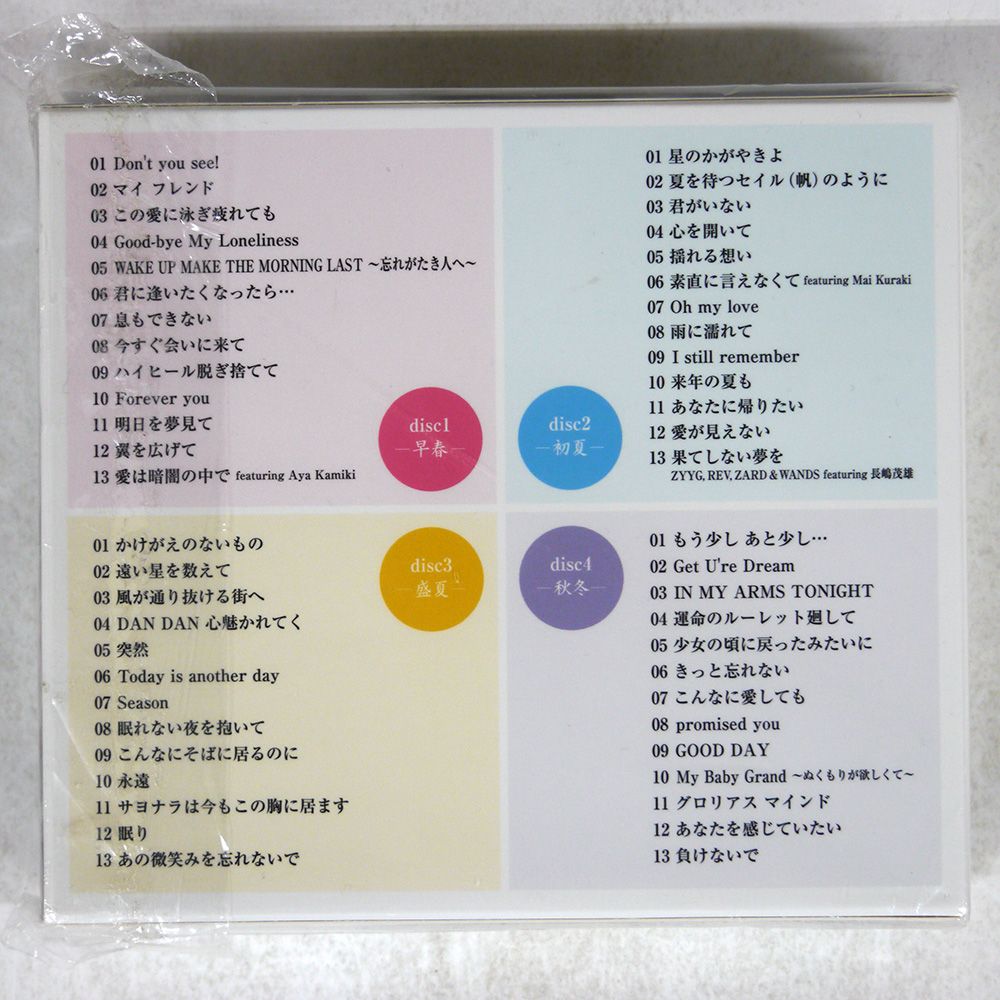 01 Don't you see!
02 マイ フレンド
03 この愛に泳ぎ疲れても
04 Good-bye My Loneliness
05 WAKE UP MAKE THE MORNING LAST ～忘れがたき人へ～
06 君に逢いたくなったら…
07 息もできない
08 今すぐ会いに来て
09 ハイヒール脱ぎ捨てて
10 Forever you
11 明日を夢見て
12 翼を広げて
13 愛は暗闇の中で featuring Aya Kamiki
disc1
—早春—
01 星のかがやきよ
02 夏を待つセイル（帆）のように
03 君がいない
04 心を開いて
05 揺れる想い
06 素直に言えなくて featuring Mai Kuraki
07 Oh my love
08 雨に濡れて
09 I still remember
10 来年の夏も
11 あなたに帰りたい
12 愛が見えない
13 果てしない夢を
ZYYG, REV, ZARD & WANDS featuring 長嶋茂雄
disc2
—初夏—
01 かけがえのないもの
02 遠い星を数えて
03 風が通り抜ける街へ
04 DAN DAN 心魅かれてく
05 突然
06 Today is another day
07 Season
08 眠れない夜を抱いて
09 こんなにそばに居るのに
10 永遠
11 サヨナラは今もこの胸に居ます
12 眠り
13 あの微笑みを忘れないで
disc3
—盛夏—
disc4
—秋冬—
01 もう少し あと少し…
02 Get U're Dream
03 IN MY ARMS TONIGHT
04 運命のルーレット廻して
05 少女の頃に戻ったみたいに
06 きっと忘れない
07 こんなに愛しても
08 promised you
09 GOOD DAY
10 My Baby Grand ～ぬくもりが欲しくて～
11 グロリアス マインド
12 あなたを感じていたい
13 負けないで